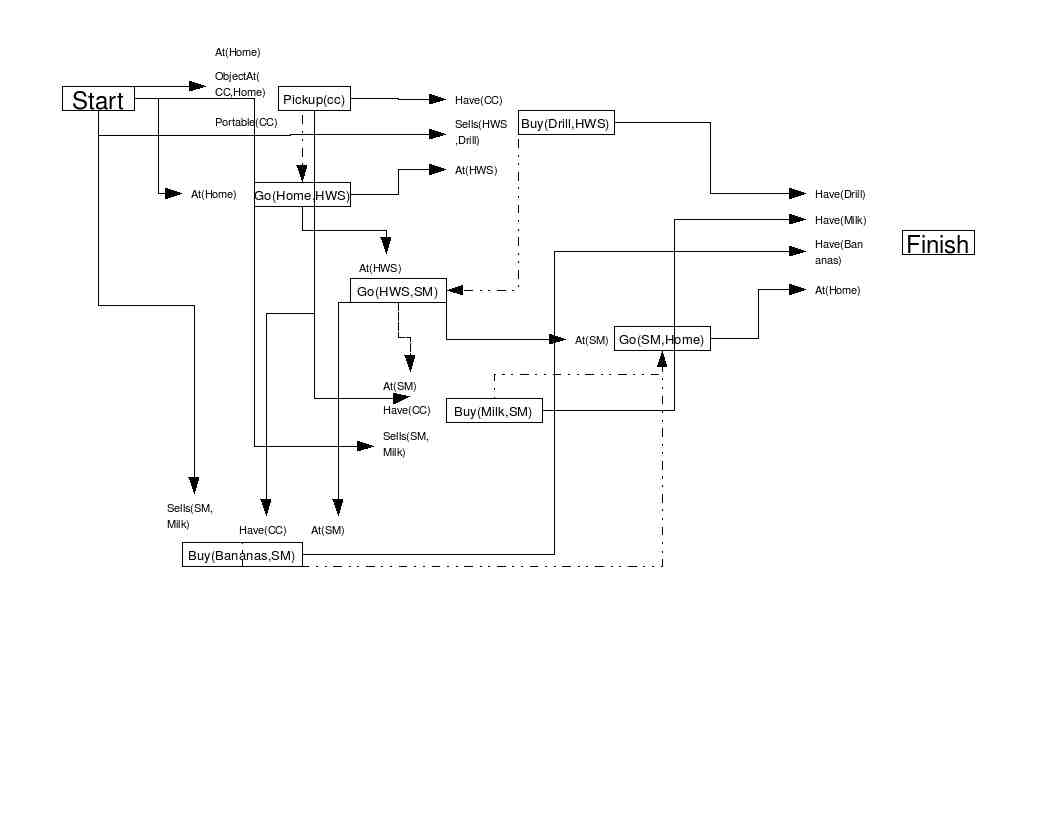 At(Home)
ObjectAt(
CC,Home)
Start
Pickup(cc)
Have(CC)
Portable(CC)
Sells(HWS
,Drill)
Buy(Drill,HWS)
At(HWS)
At(Home)
Go(Home,HWS)
Have(Drill)
Have(Milk)
Have(Ban
anas)
Finish
At(HWS)
Go(HWS,SM)
At(Home)
At(SM)
Go(SM,Home)
At(SM)
Have(CC)
Buy(Milk,SM)
Sells(SM,
Milk)
Sells(SM,
Milk)
Have(CC)
At(SM)
Buy(Bananas,SM)